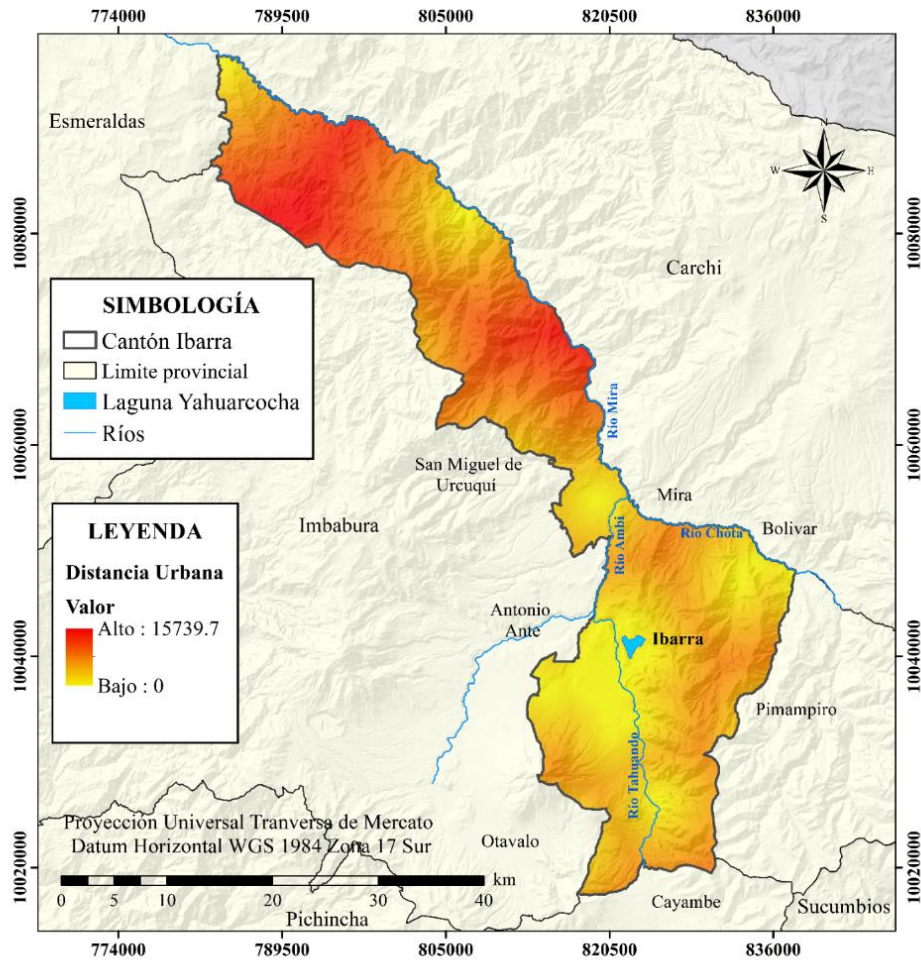 774000 789500 805000 820500 836000
Esmeraldas
N
W E
S
10080000
10080000
Carchi
SIMBOLOGÍA
Cantón Ibarra
Limite provincial
Laguna Yahuarcocha
Ríos
Río Mira
10060000
10060000
San Miguel de
Urcuquí
Mira
LEYENDA
Distancia Urbana
Valor
Alto : 15739.7
Bajo : 0
Imbabura
Río Ambi
Río Chota
Bolivar
Antonio
Ante
Ibarra
10040000
10040000
Pimampiro
Río Tahuando
Proyección Universal Tranversa de Mercato
Datum Horizontal WGS 1984 Zona 17 Sur
Otavalo
10020000
10020000
km
0 5 10 20 30 40
Cayambe
Sucumbios
Pichincha
774000 789500 805000 820500 836000